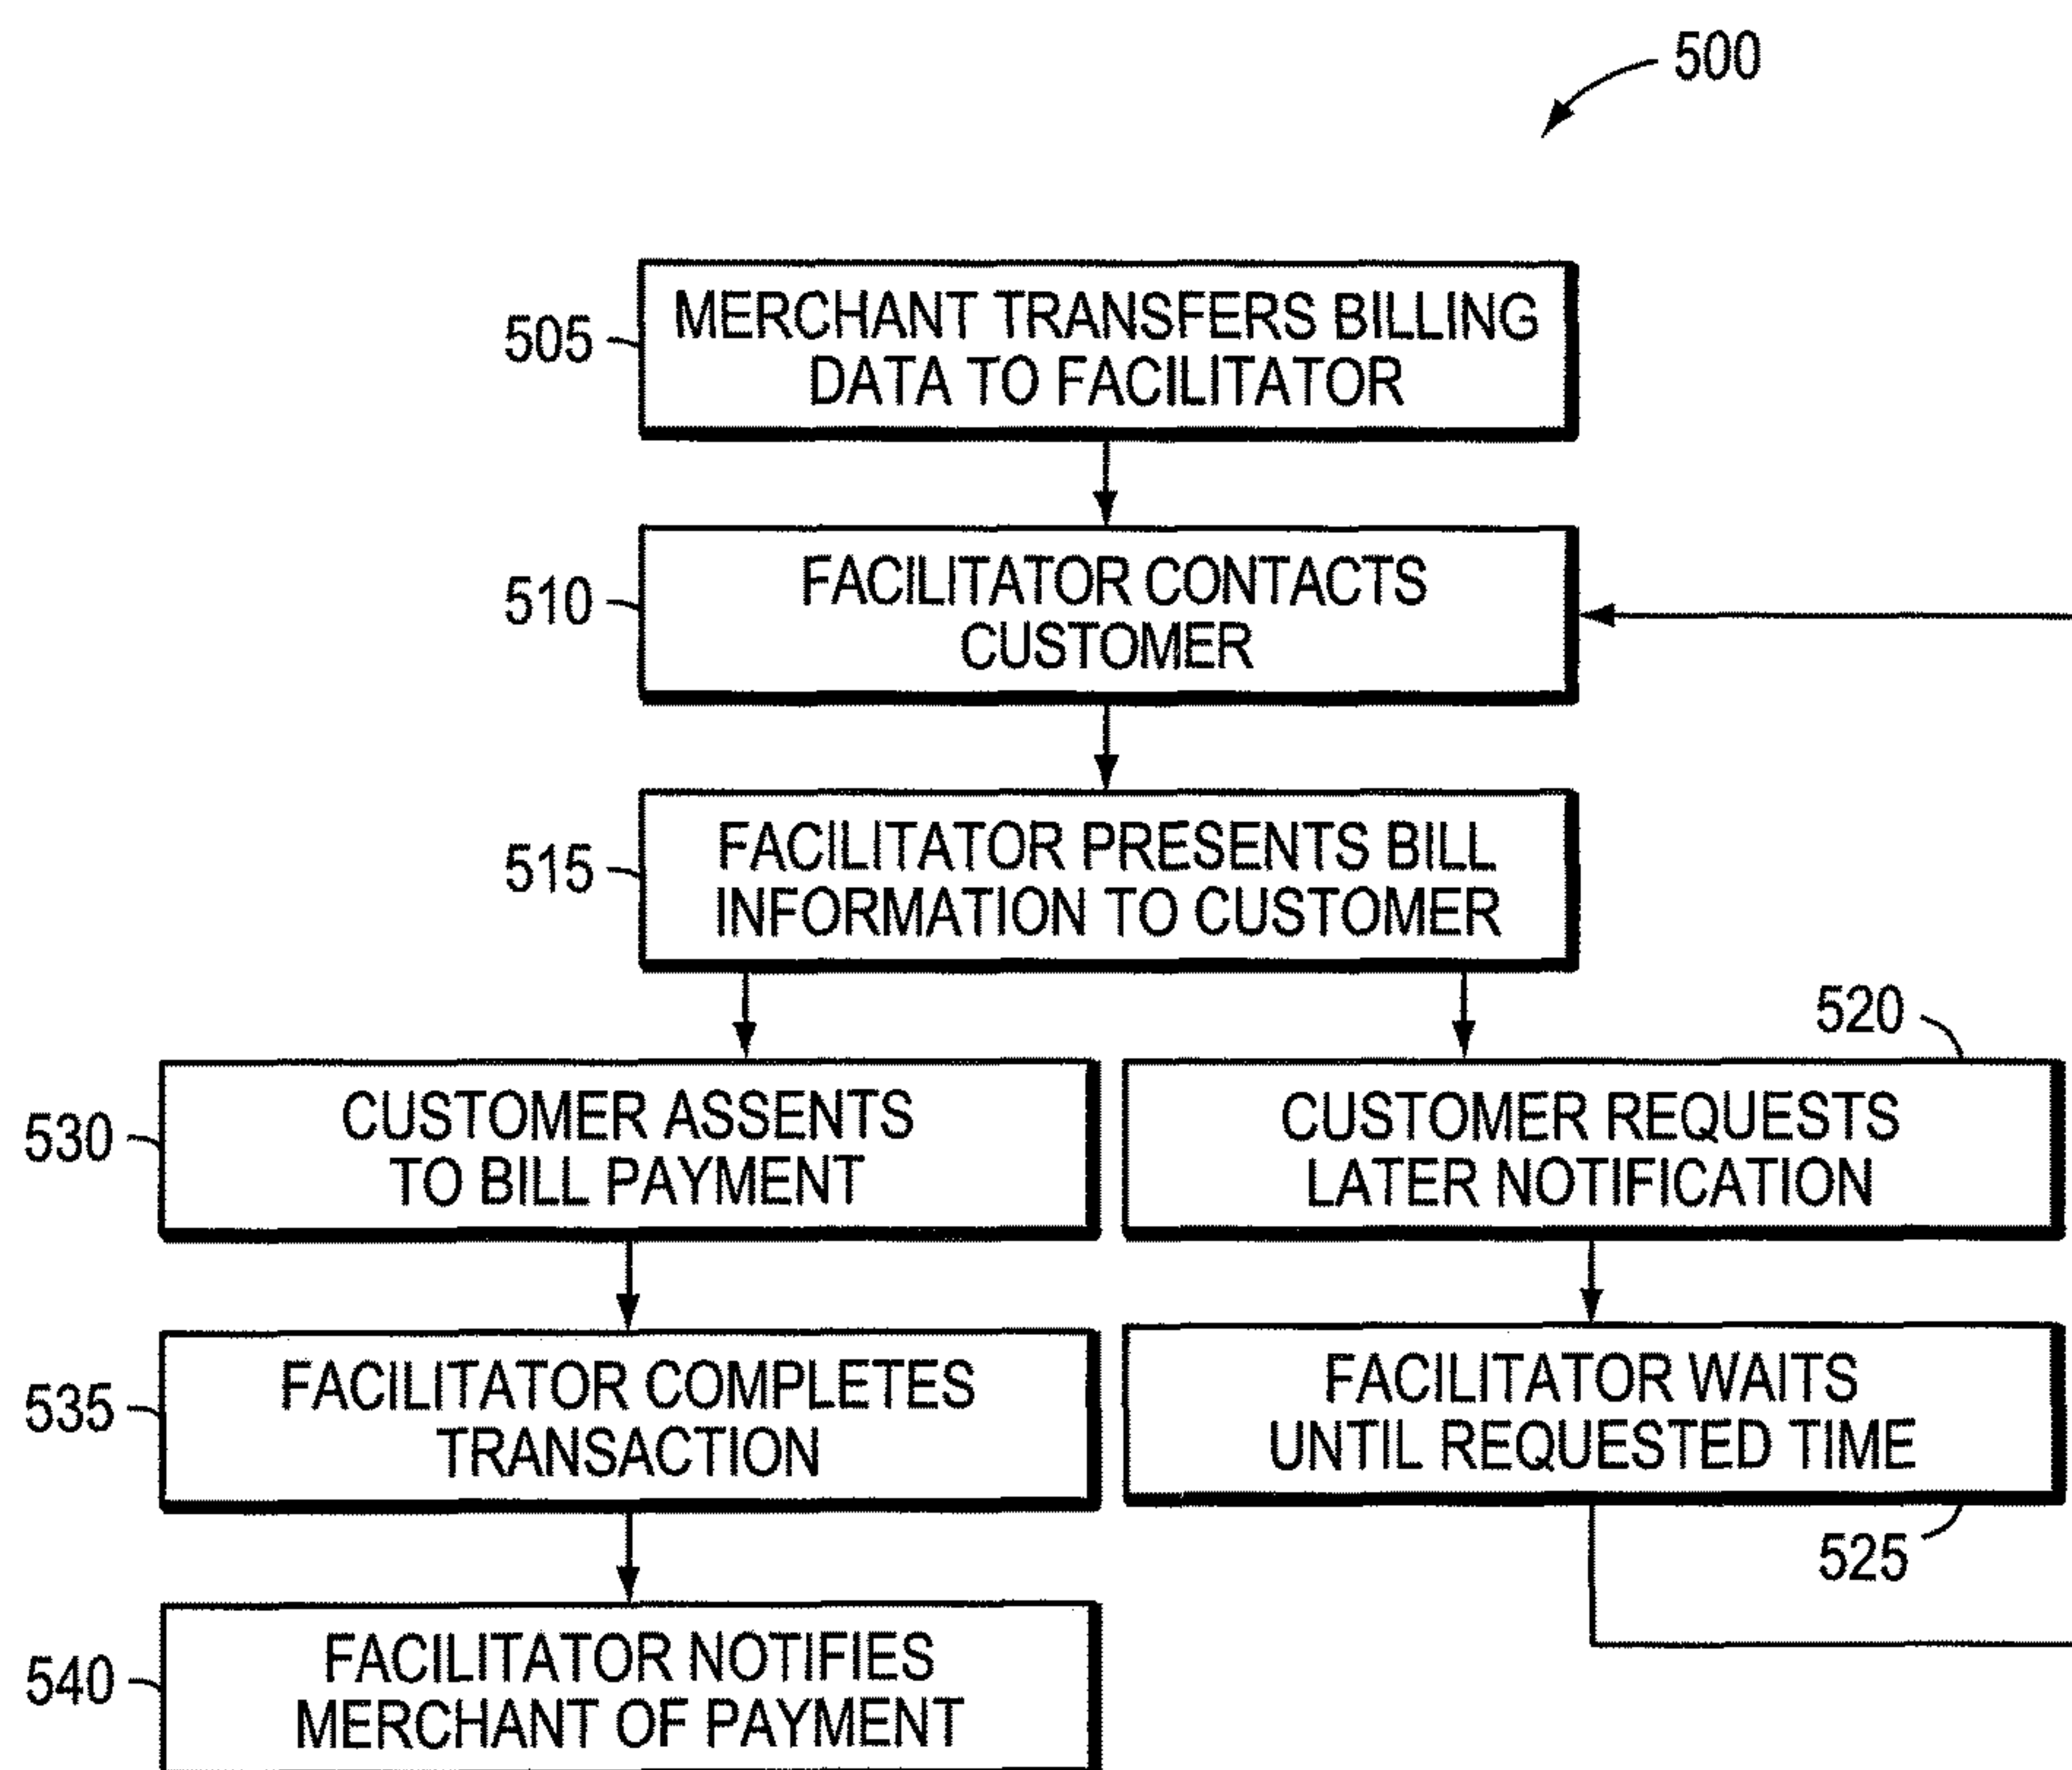 500
505
MERCHANT TRANSFERS BILLING
DATA TO FACILITATOR
510
FACILITATOR CONTACTS
CUSTOMER
515
FACILITATOR PRESENTS BILL
INFORMATION TO CUSTOMER
520
530
CUSTOMER ASSENTS
TO BILL PAYMENT
CUSTOMER REQUESTS
LATER NOTIFICATION
535
FACILITATOR COMPLETES
TRANSACTION
FACILITATOR WAITS
UNTIL REQUESTED TIME
525
540
FACILITATOR NOTIFIES
MERCHANT OF PAYMENT